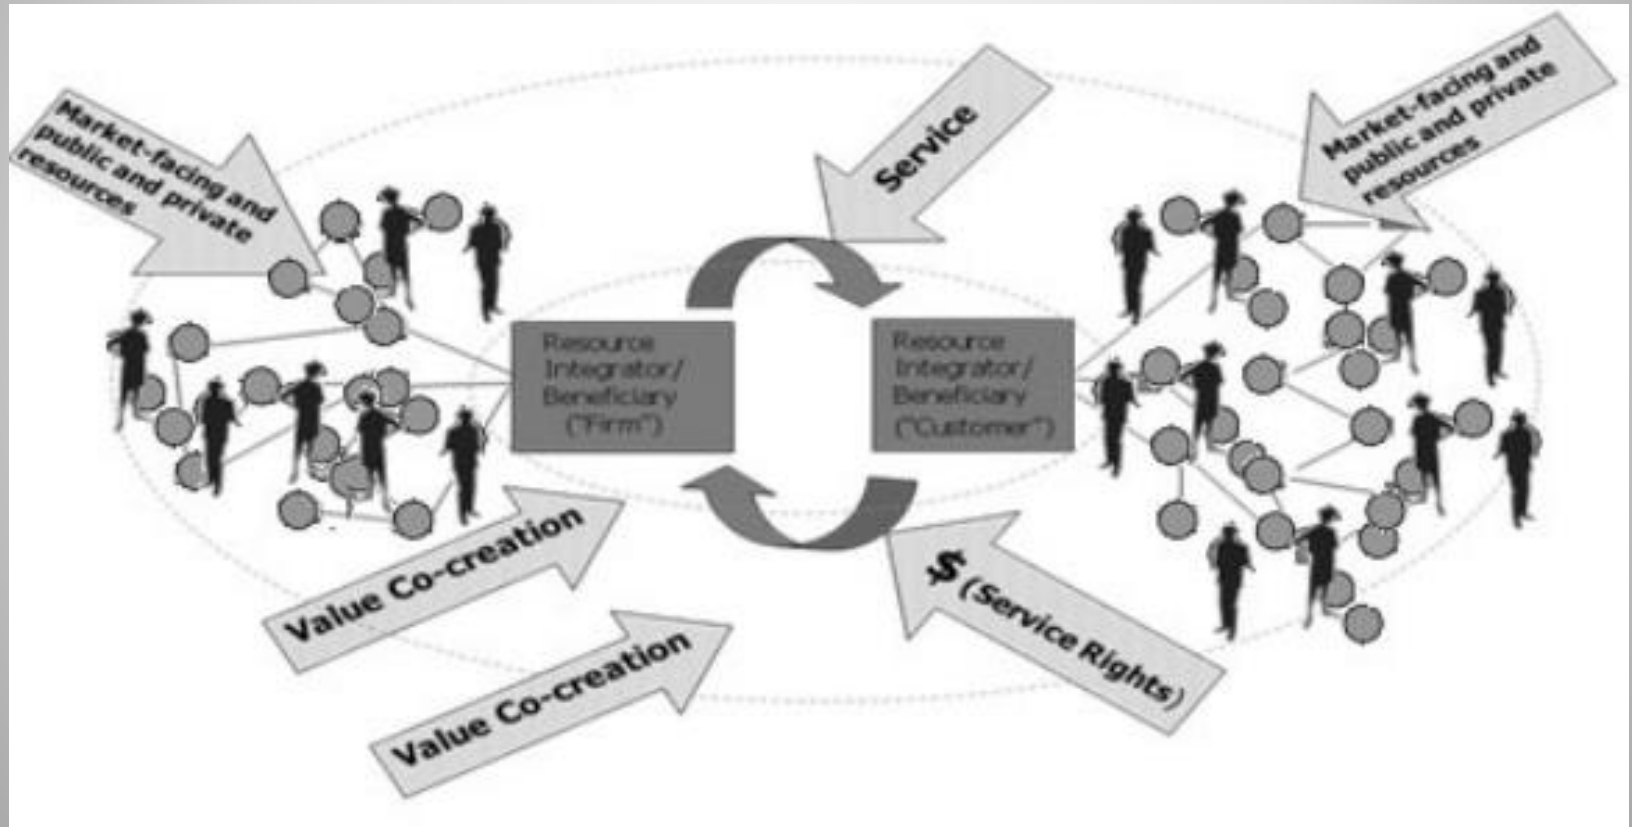 Market-facing and
public and private
resources
Service
Market-facing and
public and private
resources
Resource
Integrator/
Beneficiary
("Firm")
Resource
Integrator/
Beneficiary
("Customer")
Value Co-creation
$ (Service Rights)
Value Co-creation